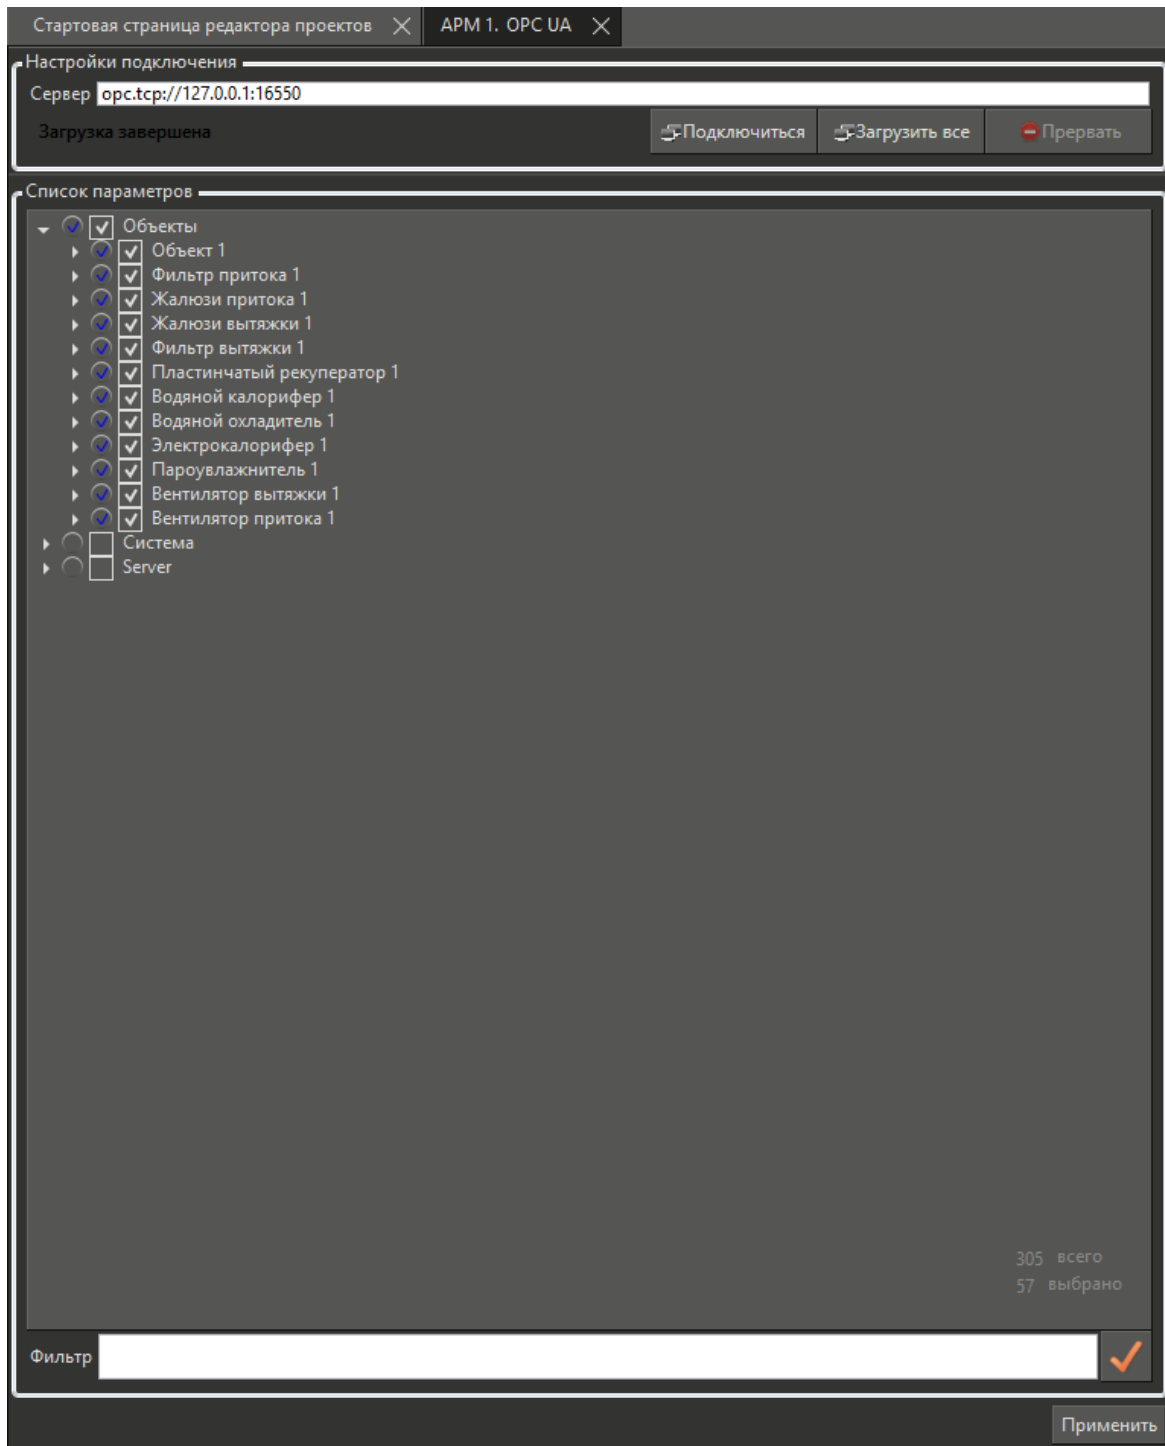 Стартовая страница редактора проектов АРМ 1. OPC UA
Настройки подключения
Сервер opc.tcp://127.0.0.1:16550
Загрузка завершена Подключиться Загрузить все Прервать
Список параметров
Объекты
Объект 1
Фильтр притока 1
Жалюзи притока 1
Жалюзи вытяжки 1
Фильтр вытяжки 1
Пластинчатый рекуператор 1
Водяной калорифер 1
Водяной охладитель 1
Электрокалорифер 1
Пароувлажнитель 1
Вентилятор вытяжки 1
Вентилятор притока 1
Система
Server
305 всего
57 выбрано
Фильтр
Применить